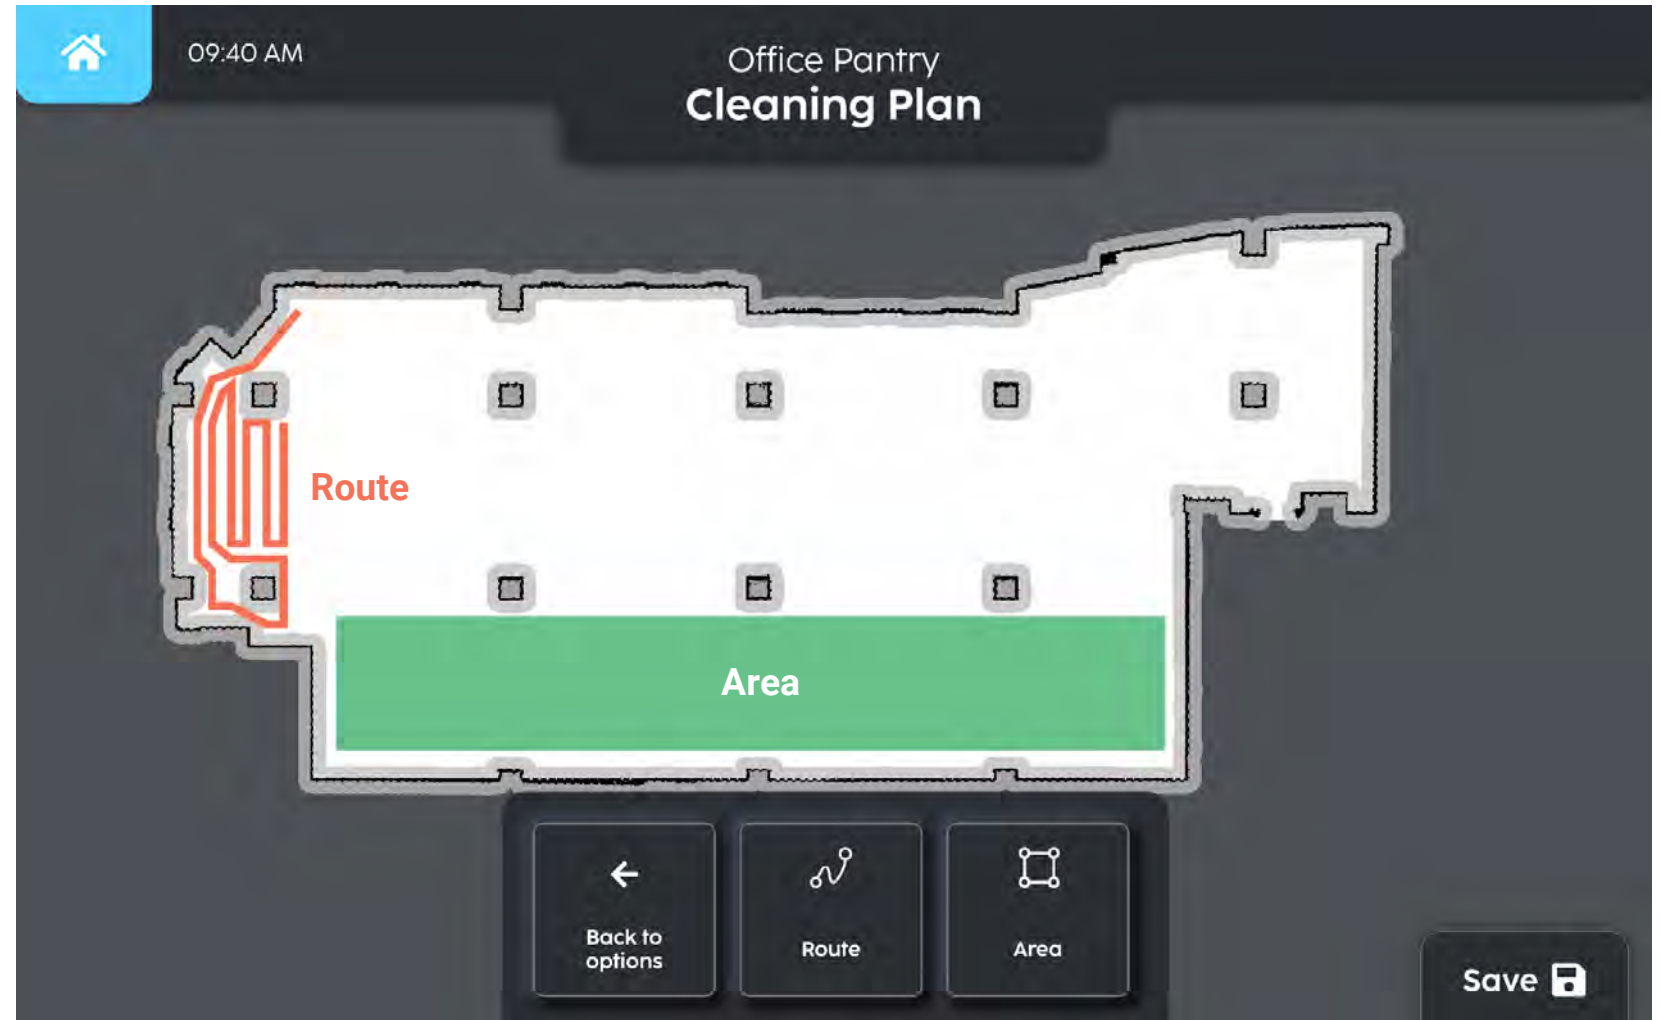 09:40 AM
Office Pantry
Cleaning Plan
Route
Area
Back to
options
Route
Area
Save